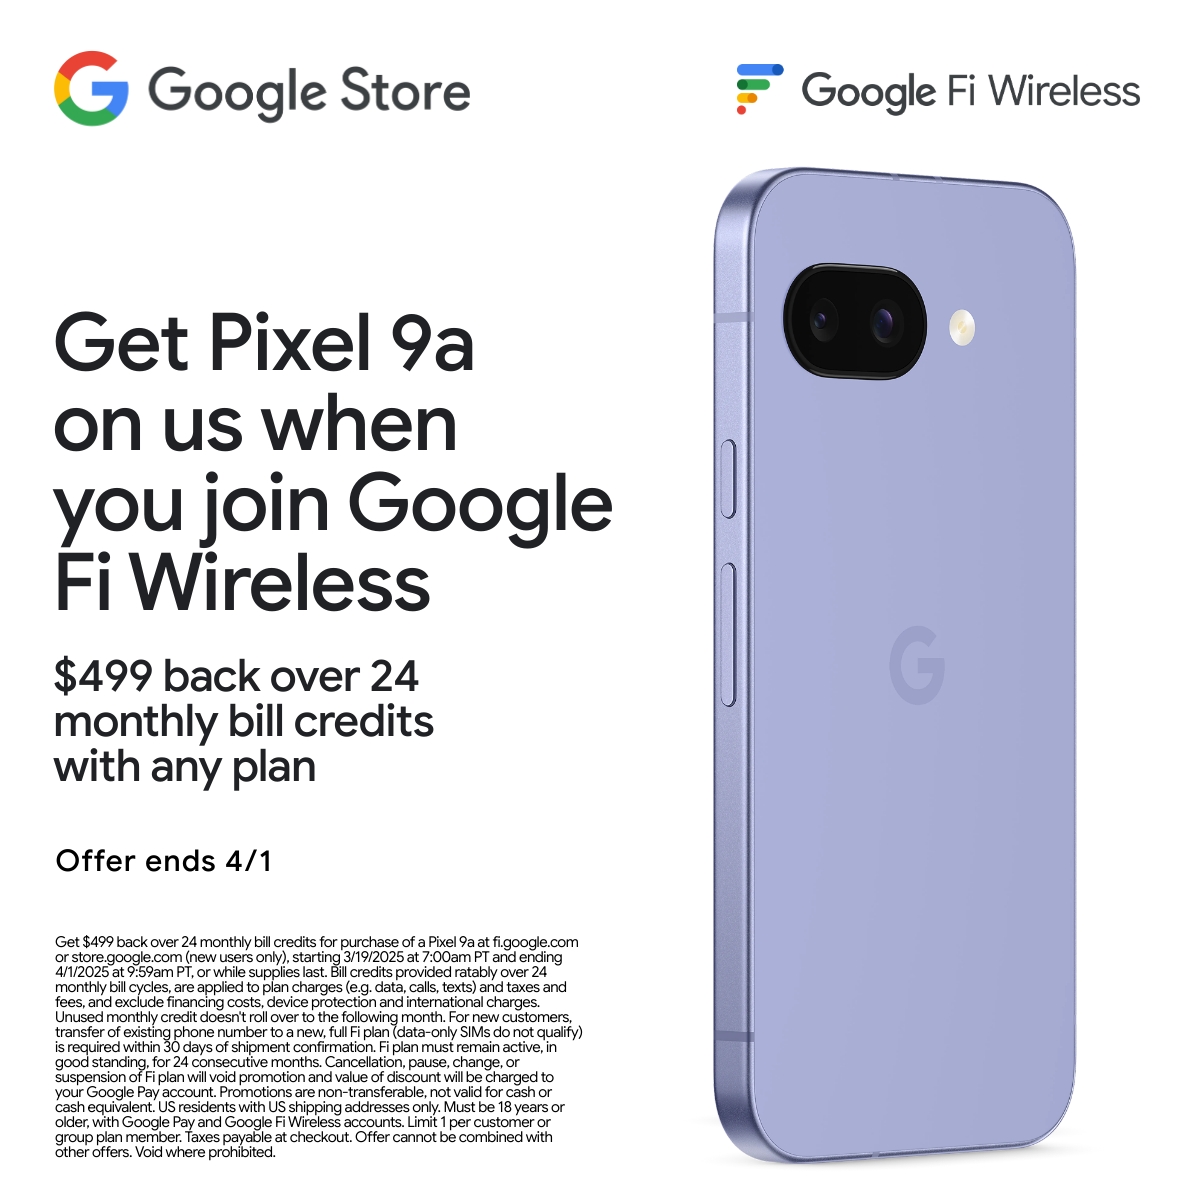 Google Store
Google Fi Wireless
Get Pixel 9a
on us when
you join Google
Fi Wireless
$499 back over 24
monthly bill credits
with any plan
Offer ends 4/1
Get $499 back over 24 monthly bill credits for purchase of a Pixel 9a at fi.google.com
or store.google.com (new users only), starting 3/19/2025 at 7:00am PT and ending
4/1/2025 at 9:59am PT, or while supplies last. Bill credits provided ratably over 24
monthly bill cycles, are applied to plan charges (e.g. data, calls, texts) and taxes and
fees, and exclude financing costs, device protection and international charges.
Unused monthly credit doesn't roll over to the following month. For new customers,
transfer of existing phone number to a new, full Fi plan (data-only SIMs do not qualify)
is required within 30 days of shipment confirmation. Fi plan must remain active, in
good standing, for 24 consecutive months. Cancellation, pause, change, or
suspension of Fi plan will void promotion and value of discount will be charged to
your Google Pay account. Promotions are non-transferable, not valid for cash or
cash equivalent. US residents with US shipping addresses only. Must be 18 years or
older, with Google Pay and Google Fi Wireless accounts. Limit 1 per customer or
group plan member. Taxes payable at checkout. Offer cannot be combined with
other offers. Void where prohibited.